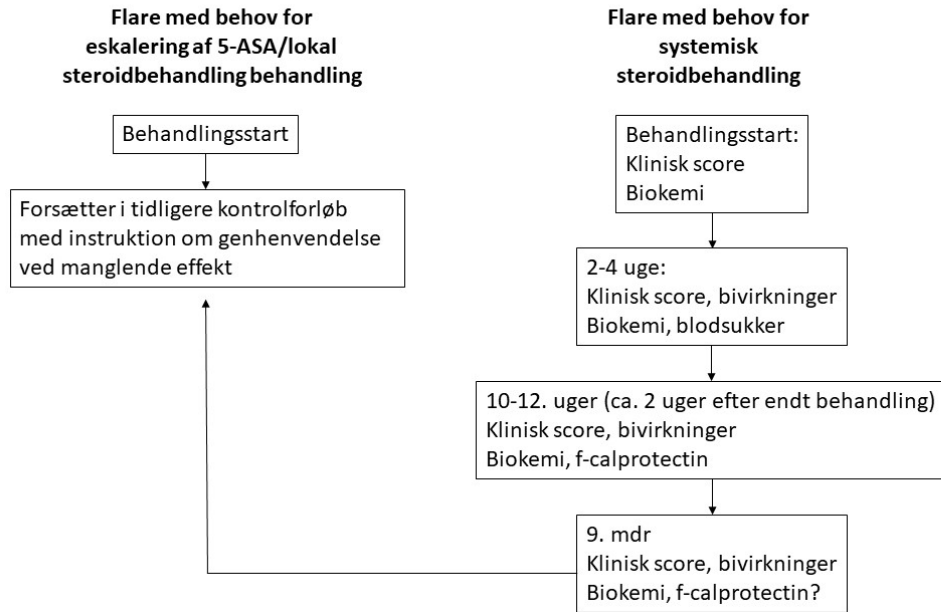 Flare med behov for
eskalering af 5-ASA/lokal
steroidbehandling behandling
Behandlingsstart
Forsætter i tidligere kontrolforløb
med instruktion om genhenvendelse
ved manglende effekt
Flare med behov for
systemisk
steroidbehandling
Behandlingsstart:
Klinisk score
Biokemi
2-4 uge:
Klinisk score, bivirkninger
Biokemi, blodsukker
10-12. uger (ca. 2 uger efter endt behandling)
Klinisk score, bivirkninger
Biokemi, f-calprotectin
9. mdr
Klinisk score, bivirkninger
Biokemi, f-calprotectin?